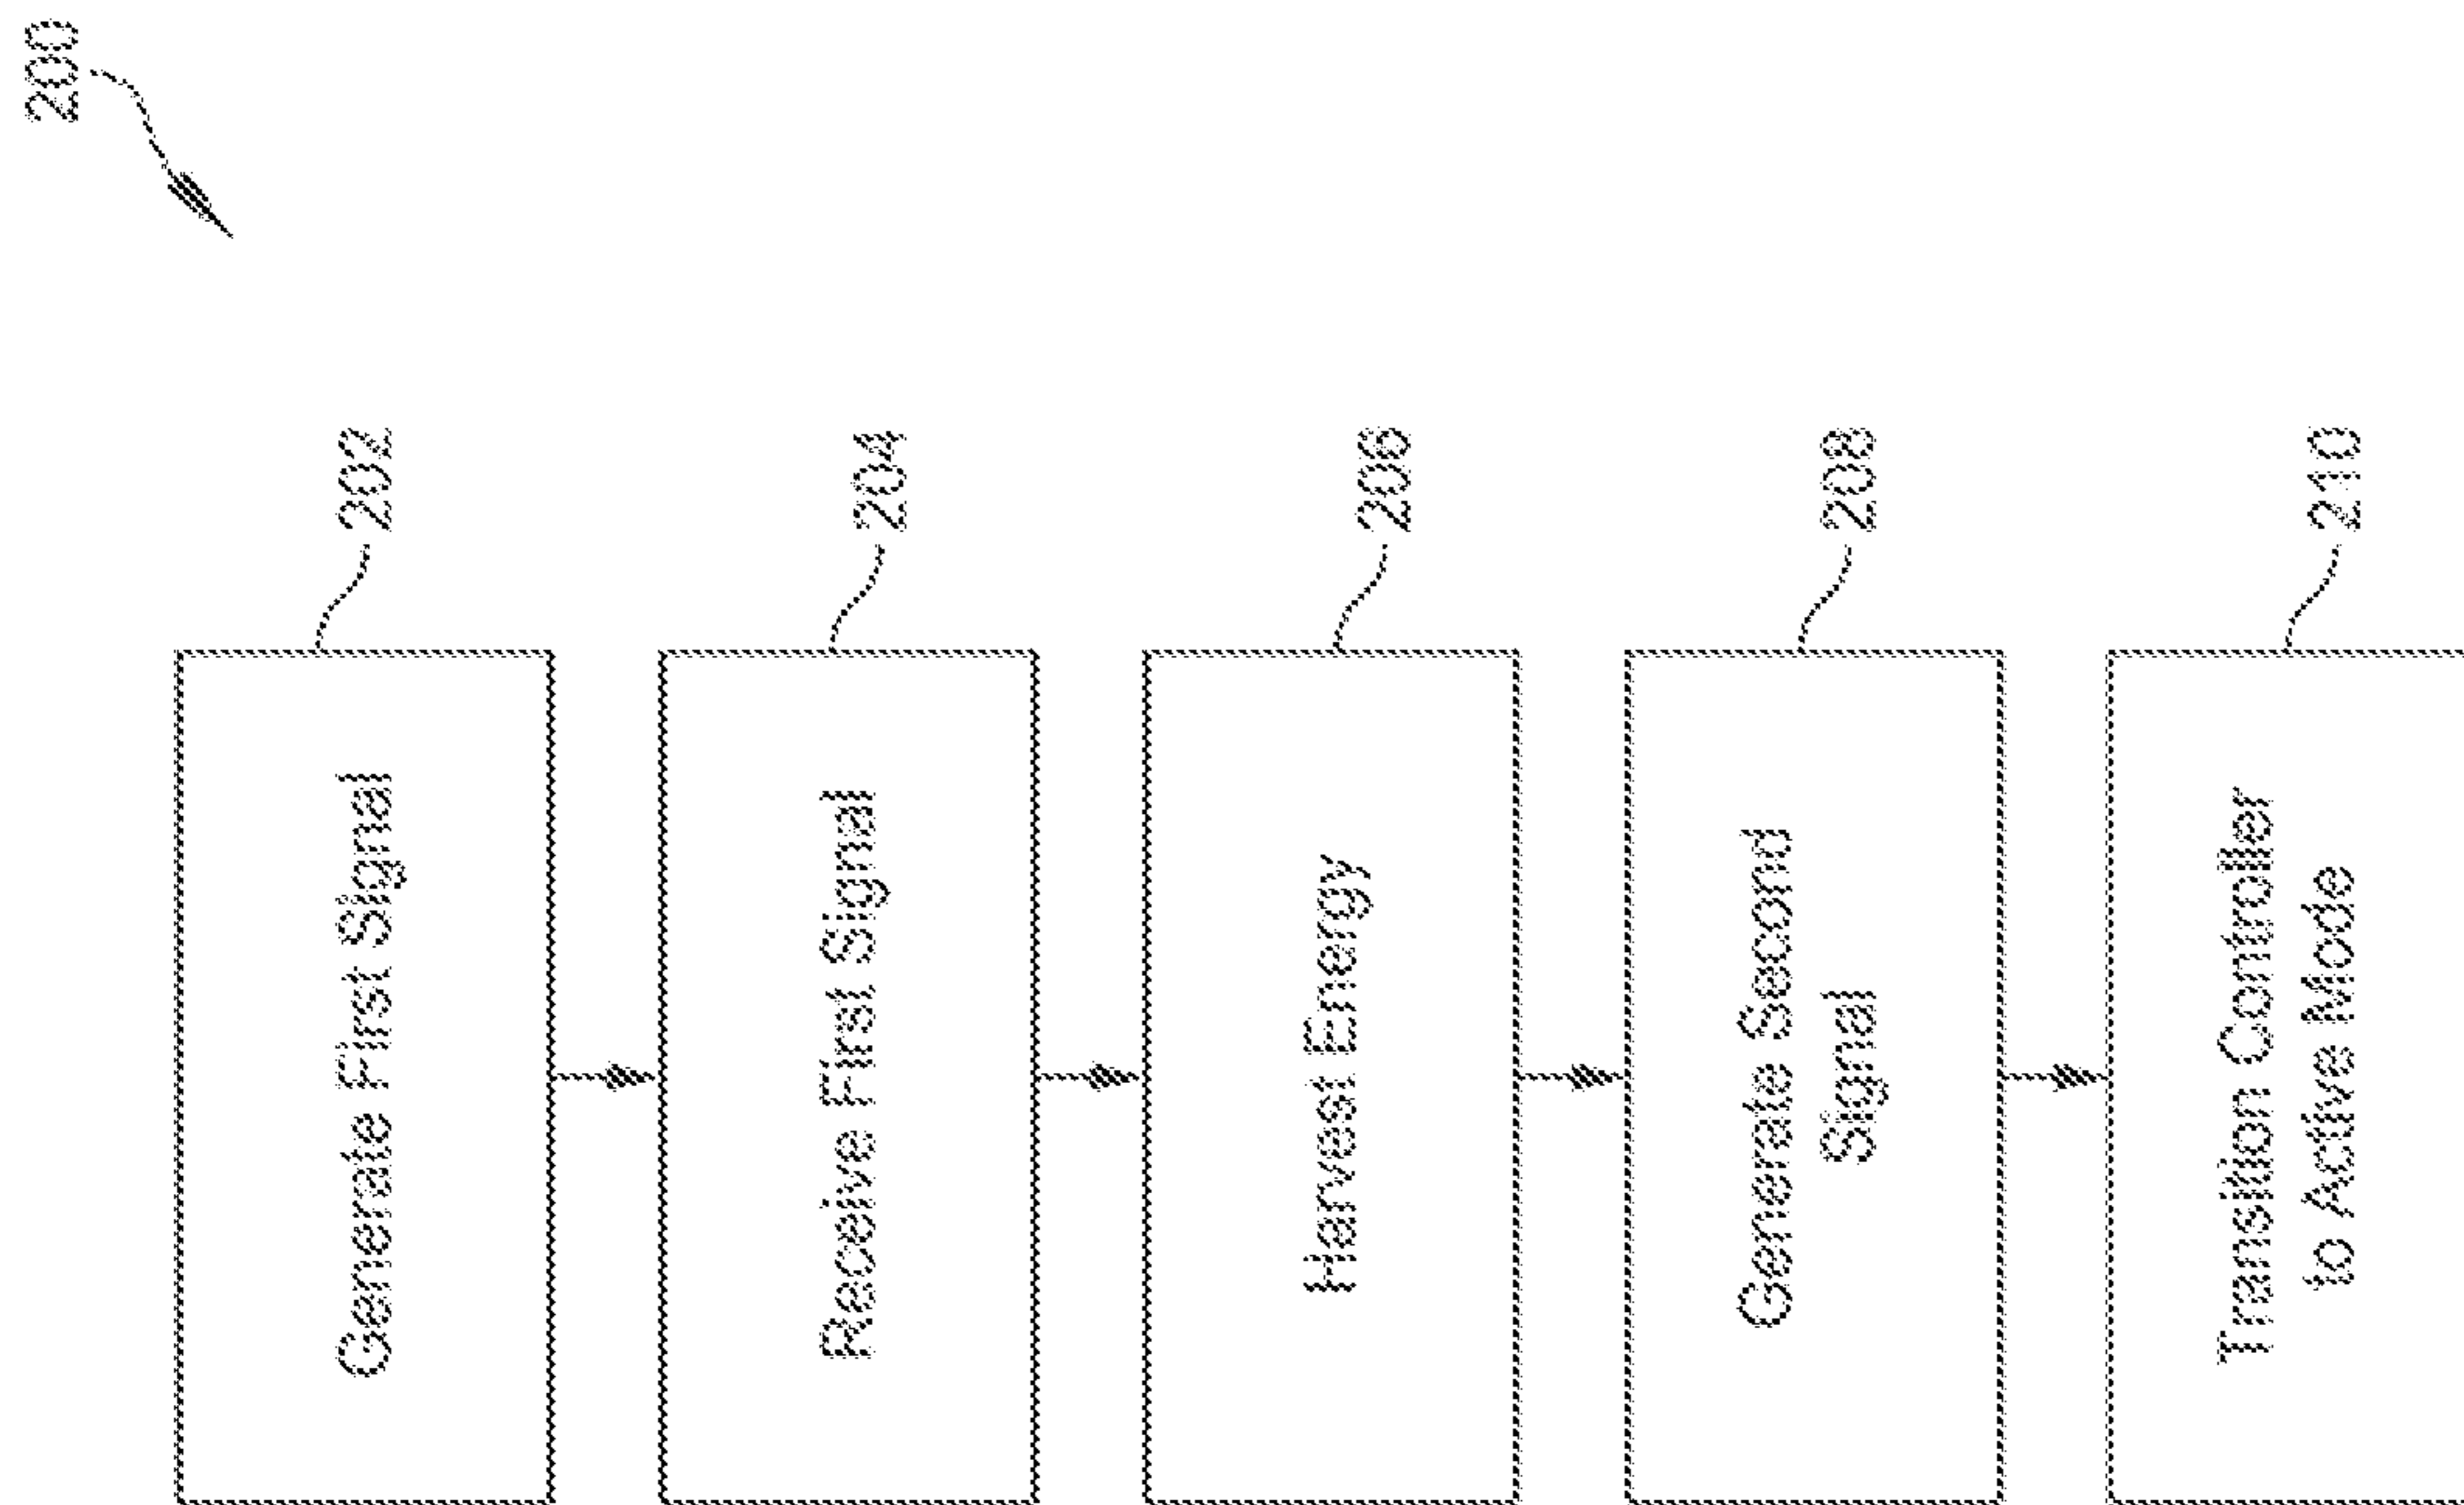 200
Generate First Signal
202
Receive First Signal
204
Harvest Energy
206
Generate Second
Signal
208
Transition Controller
to Active Mode
210